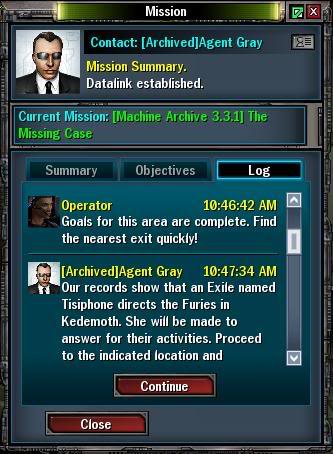 Mission
Contact: [Archived]Agent Gray
Mission Summary.
Datalink established.
Current Mission: [Machine Archive 3.3.1] The
Missing Case
Summary
Objectives
Log
Operator 10:46:42 AM
Goals for this area are complete. Find
the nearest exit quickly!
[Archived]Agent Gray 10:47:34 AM
Our records show that an Exile named
Tisiphone directs the Furies in
Kedemoth. She will be made to
answer for their activities. Proceed
to the indicated location and
Continue
Close